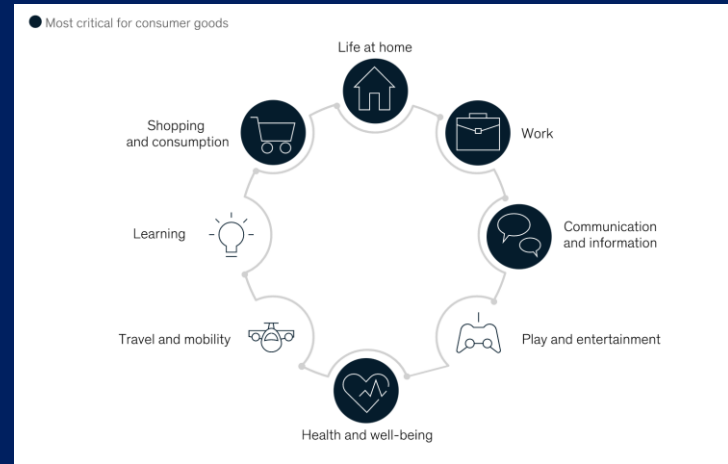 Most critical for consumer goods
Life at home
Shopping
and consumption
Work
Learning
Communication
and information
Travel and mobility
Play and entertainment
Health and well-being